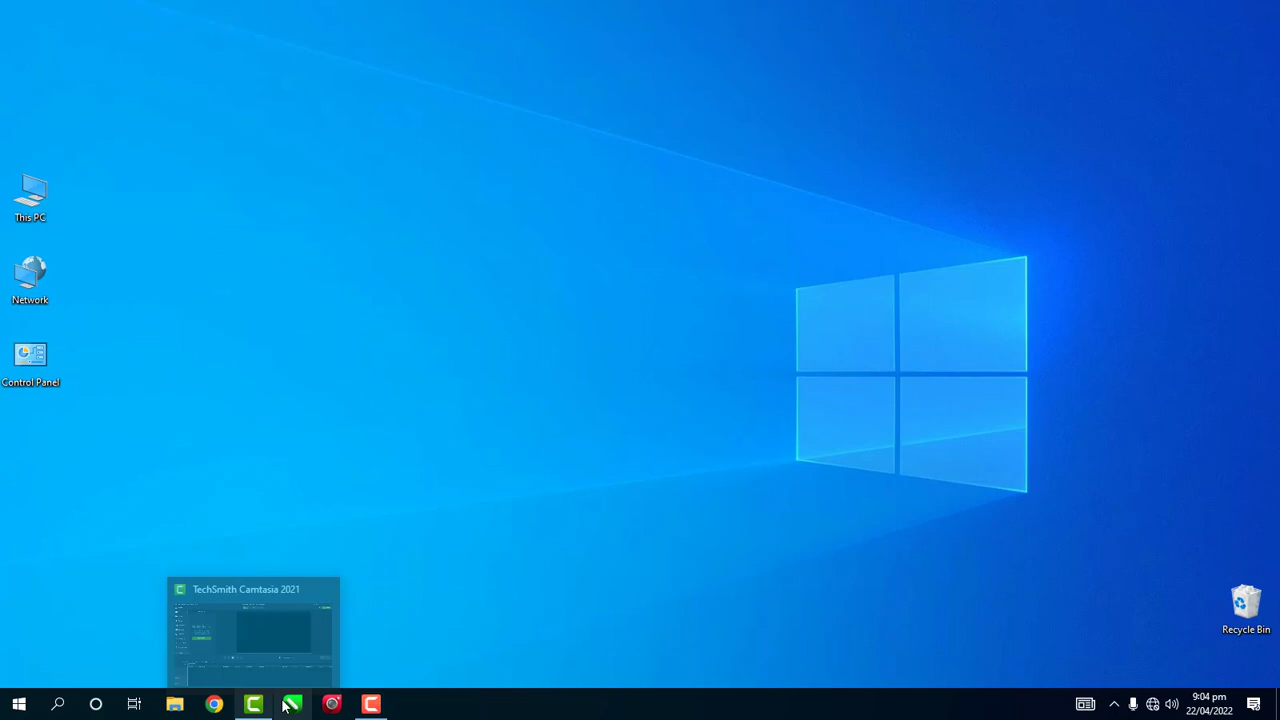 This PC
Network
Control Panel
Recycle Bin
TechSmith Camtasia 2021
9:04 pm
22/04/2022